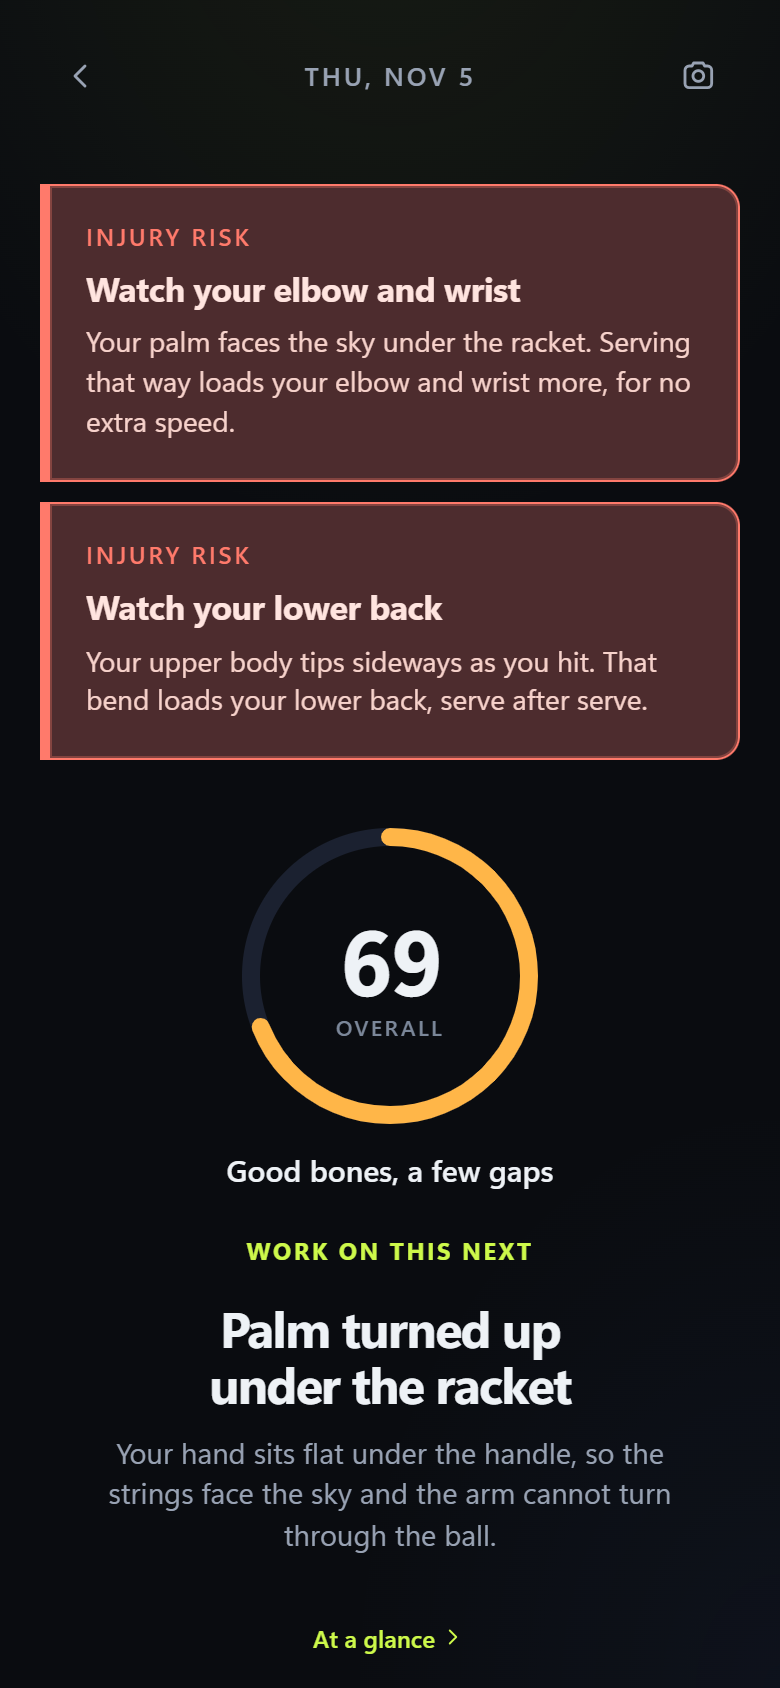 THU, NOV 5
INJURY RISK
Watch your elbow and wrist
Your palm faces the sky under the racket. Serving
that way loads your elbow and wrist more, for no
extra speed.
INJURY RISK
Watch your lower back
Your upper body tips sideways as you hit. That
bend loads your lower back, serve after serve.
69
OVERALL
Good bones, a few gaps
WORK ON THIS NEXT
Palm turned up
under the racket
Your hand sits flat under the handle, so the
strings face the sky and the arm cannot turn
through the ball.
At a glance